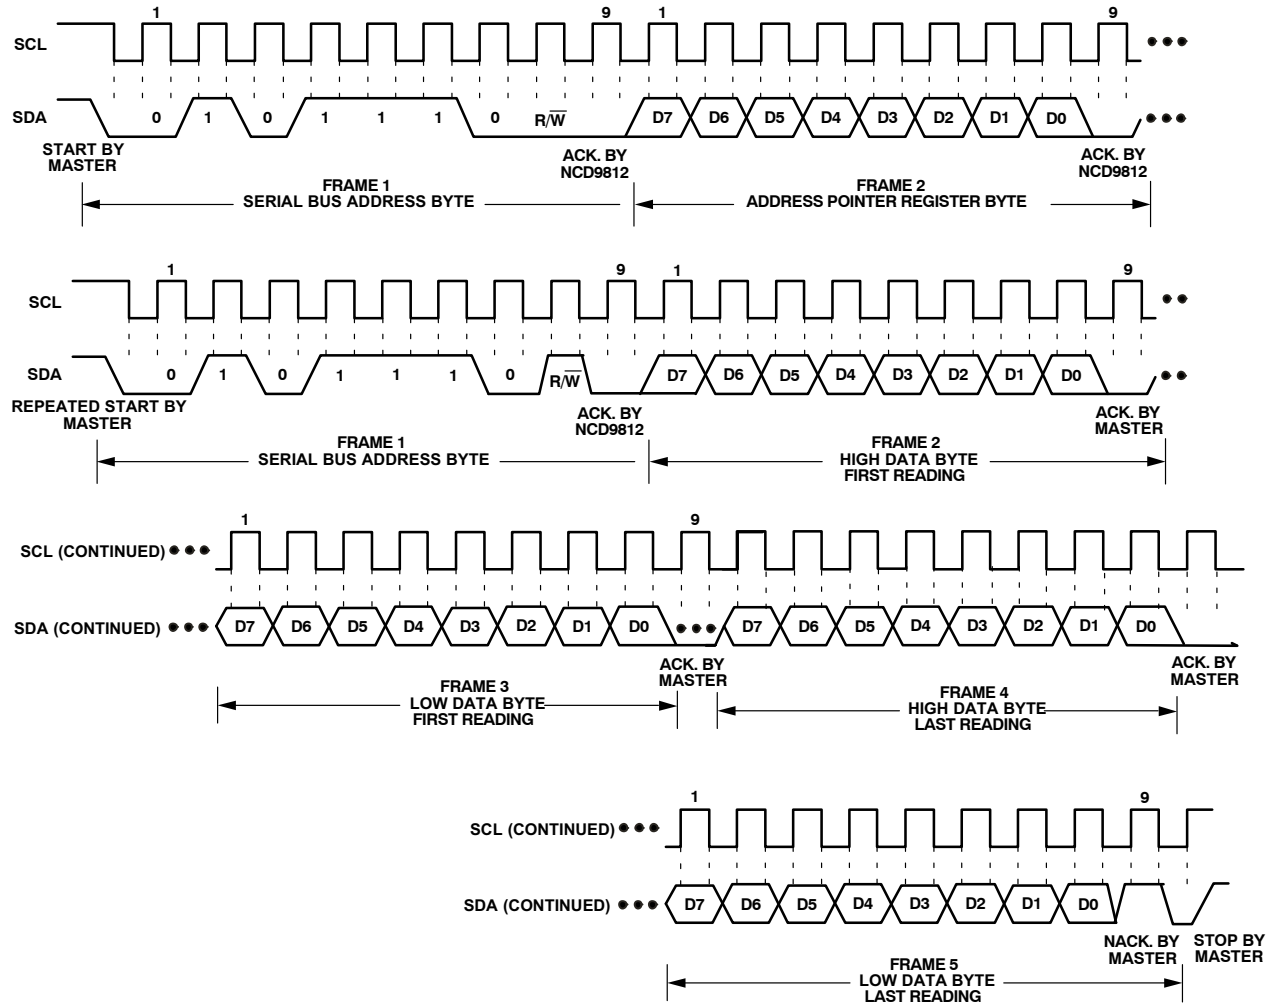 1 9 1 9
SCL
SDA 0 1 0 1 1 1 0 R/W D7 D6 D5 D4 D3 D2 D1 D0
START BY
MASTER
ACK. BY
NCD9812
ACK. BY
NCD9812
FRAME 1
SERIAL BUS ADDRESS BYTE
FRAME 2
ADDRESS POINTER REGISTER BYTE
1 9 1 9
SCL
SDA 0 1 0 1 1 1 0 R/W D7 D6 D5 D4 D3 D2 D1 D0
REPEATED START BY
MASTER
ACK. BY
NCD9812
ACK. BY
MASTER
FRAME 1
SERIAL BUS ADDRESS BYTE
FRAME 2
HIGH DATA BYTE
FIRST READING
1 9
SCL (CONTINUED)
SDA (CONTINUED) D7 D6 D5 D4 D3 D2 D1 D0 D7 D6 D5 D4 D3 D2 D1 D0
ACK. BY
MASTER
ACK. BY
MASTER
FRAME 3
LOW DATA BYTE
FIRST READING
FRAME 4
HIGH DATA BYTE
LAST READING
1 9
SCL (CONTINUED)
SDA (CONTINUED) D7 D6 D5 D4 D3 D2 D1 D0
NACK. BY
MASTER
STOP BY
MASTER
FRAME 5
LOW DATA BYTE
LAST READING